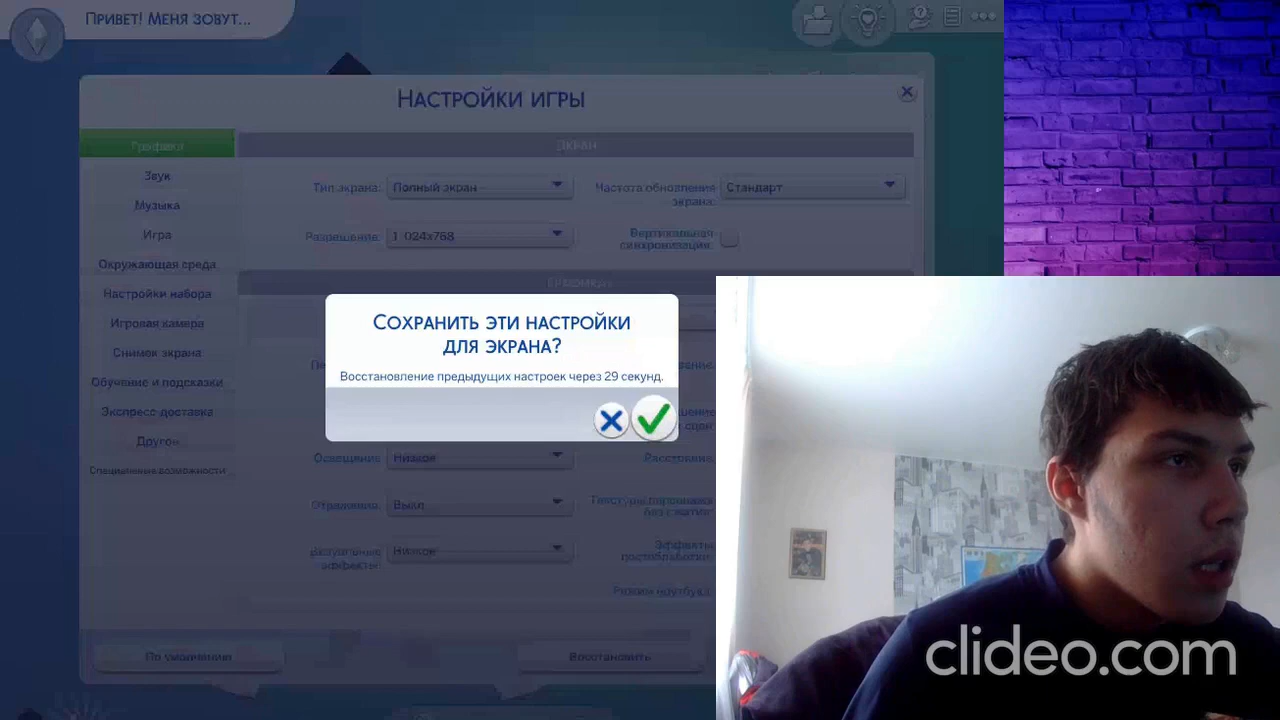 Привет! Меня зовут...
Настройки игры
Графика
Экран
Звук
Музыка
Игра
Окружающая среда
Настройки набора
Игровая камера
Снимок экрана
Обучение и подсказки
Экспресс доставка
Другое
Специальные возможности
Тип экрана:
Полный экран
Частота обновления
экрана:
Стандарт
Разрешение:
1 024x768
Вертикальная
синхронизация:
Сохранить эти настройки
для экрана?
Восстановление предыдущих настроек через 29 секунд.
Освещение
Низкое
Расстояние
Отражения:
Выкл
Текстуры персонажа
без сжатия:
Визуальные
эффекты:
Низкое
Эффекты
постобработки:
Режим ноутбука:
По умолчанию
Восстановить
clideo.com